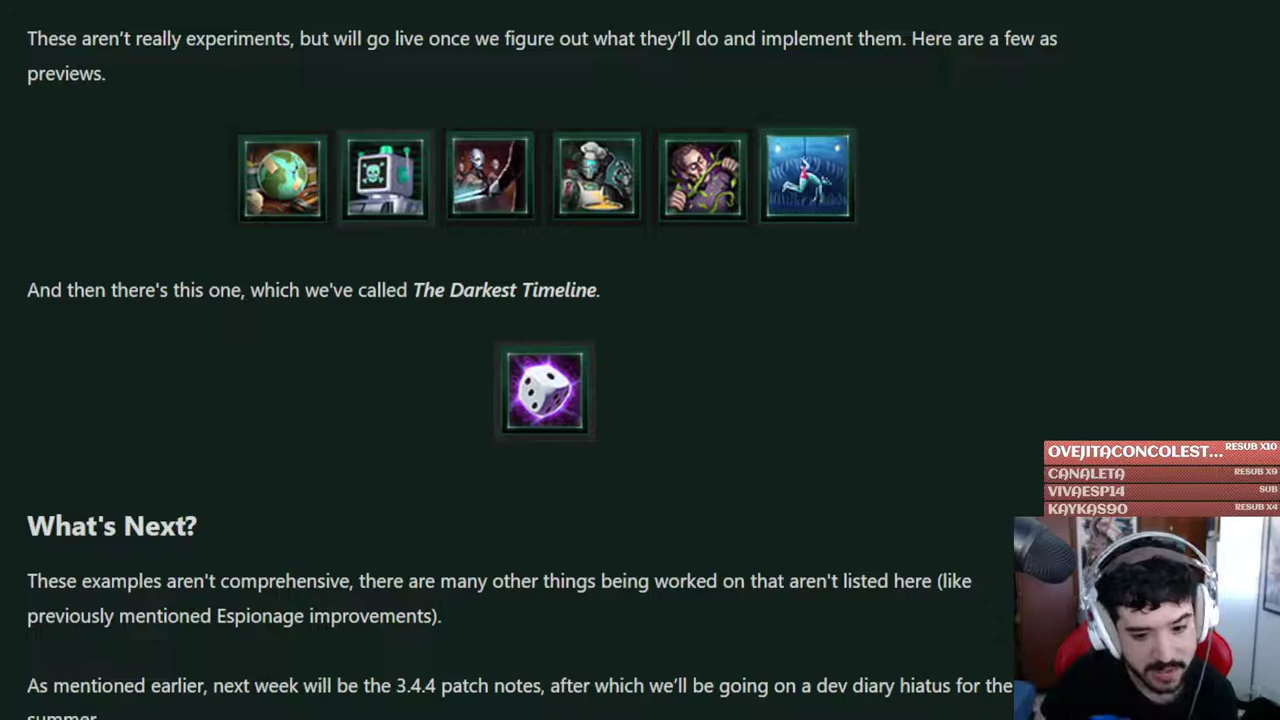 These aren't really experiments, but will go live once we figure out what they'll do and implement them. Here are a few as
previews.
And then there's this one, which we've called The Darkest Timeline.
What's Next?
These examples aren't comprehensive, there are many other things being worked on that aren't listed here (like
previously mentioned Espionage improvements).
As mentioned earlier, next week will be the 3.4.4 patch notes, after which we'll be going on a dev diary hiatus for the
summer.
OVEJITACONCOLEST... RESUB X10
CANALETA RESUB X9
VIVAESP14 SUB
KAYKAS90 RESUB X4